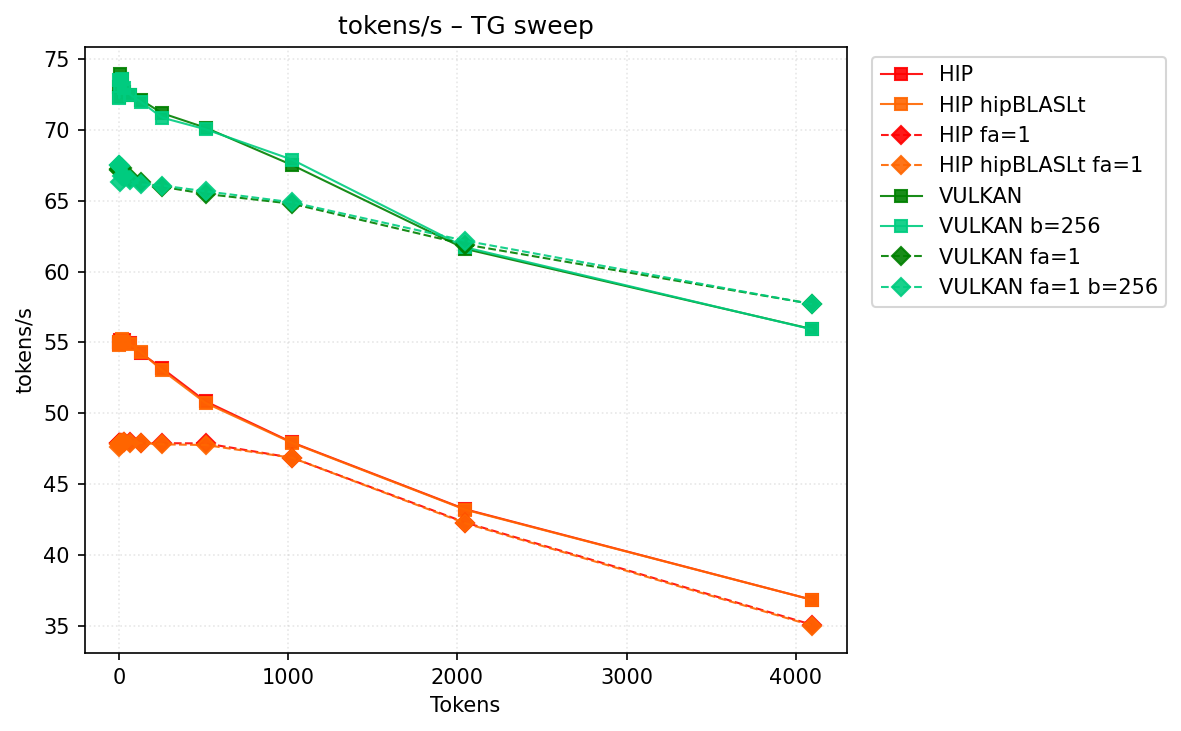 tokens/s – TG sweep
75
70
65
60
55
50
45
40
35
tokens/s
0
1000
2000
3000
4000
Tokens
HIP
HIP hipBLASLt
HIP fa=1
HIP hipBLASLt fa=1
VULKAN
VULKAN b=256
VULKAN fa=1
VULKAN fa=1 b=256